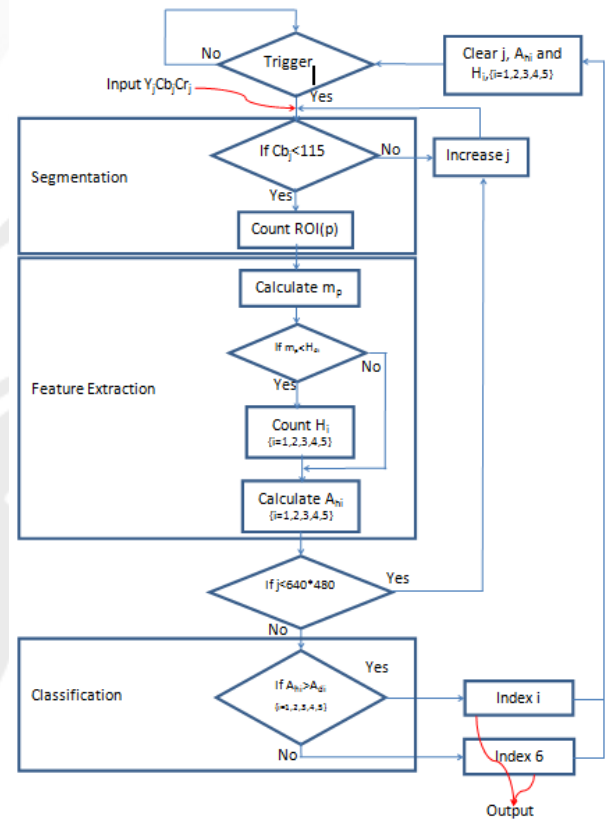 No
Trigger
Clear j, Aₕᵢ and
Hᵢ,{i=1,2,3,4,5}
Input YⱼCbⱼCrⱼ
Yes
If Cbⱼ<115
No
Increase j
Segmentation
Yes
Count ROI(p)
Calculate mₚ
If mₚ<H
No
Feature Extraction
Yes
Count Hᵢ
{i=1,2,3,4,5}
Calculate Aₕᵢ
{i=1,2,3,4,5}
If j<640*480
Yes
No
Yes
If Aₕᵢ>A
{i=1,2,3,4,5}
Classification
Index i
No
Index 6
Output